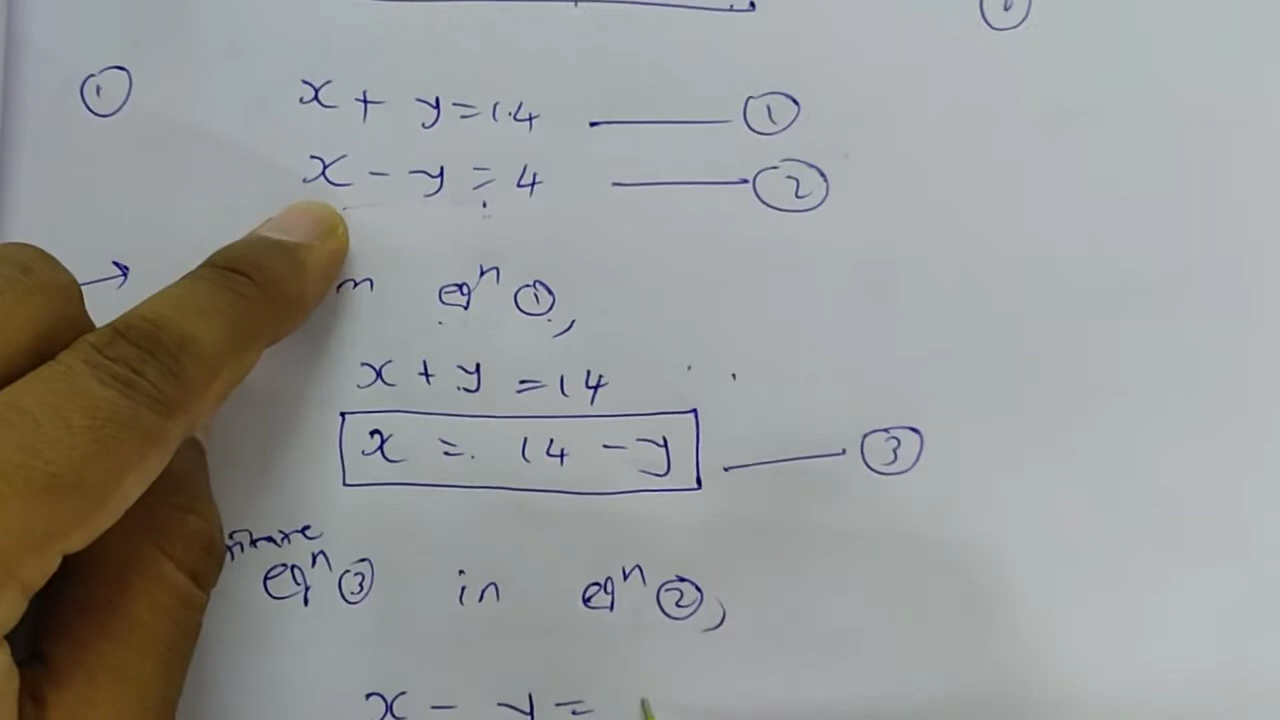 ① x + y = 14 —— ①
x - y = 4 —— ②
eqⁿ ①,
x + y = 14
x = 14 - y —— ③
eqⁿ ③ in eqⁿ ②,
x - y =